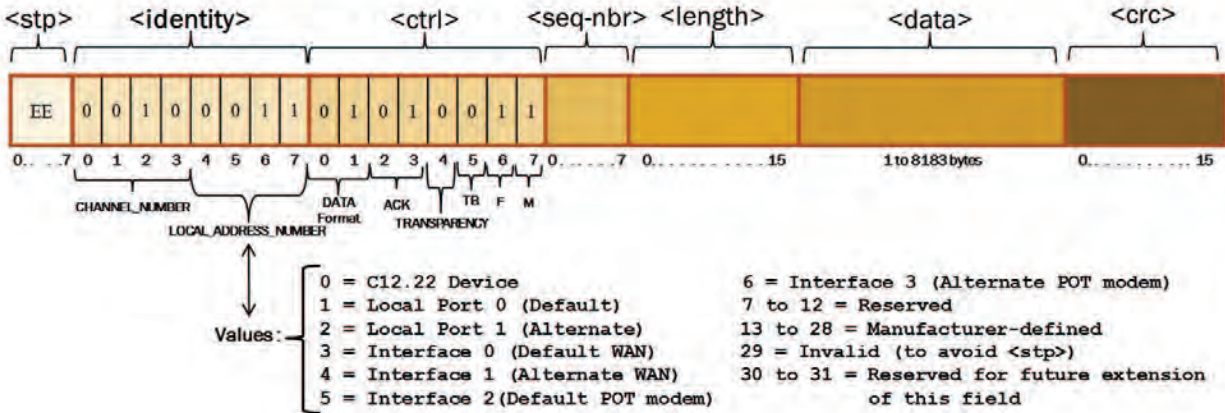 <stp> <identity> <ctrl> <seq-nbr> <length> <data> <crc>
EE 0 0 1 0 0 0 1 1 0 1 0 1 0 0 1 1
0. . . . . .7 0 1 2 3 4 5 6 7 0 1 2 3 4 5 6 7 0. . . . . . .7 0. . . . . . . . . . . . 15 1 to 8183 bytes 0. . . . . . . . . . . . . 15
CHANNEL_NUMBER DATA ACK TB F M
Format TRANSPARENCY
LOCAL_ADDRESS_NUMBER
0 = C12.22 Device
1 = Local Port 0 (Default)
Values: 2 = Local Port 1 (Alternate)
3 = Interface 0 (Default WAN)
4 = Interface 1 (Alternate WAN)
5 = Interface 2(Default POT modem)
6 = Interface 3 (Alternate POT modem)
7 to 12 = Reserved
13 to 28 = Manufacturer-defined
29 = Invalid (to avoid <stp>)
30 to 31 = Reserved for future extension
of this field